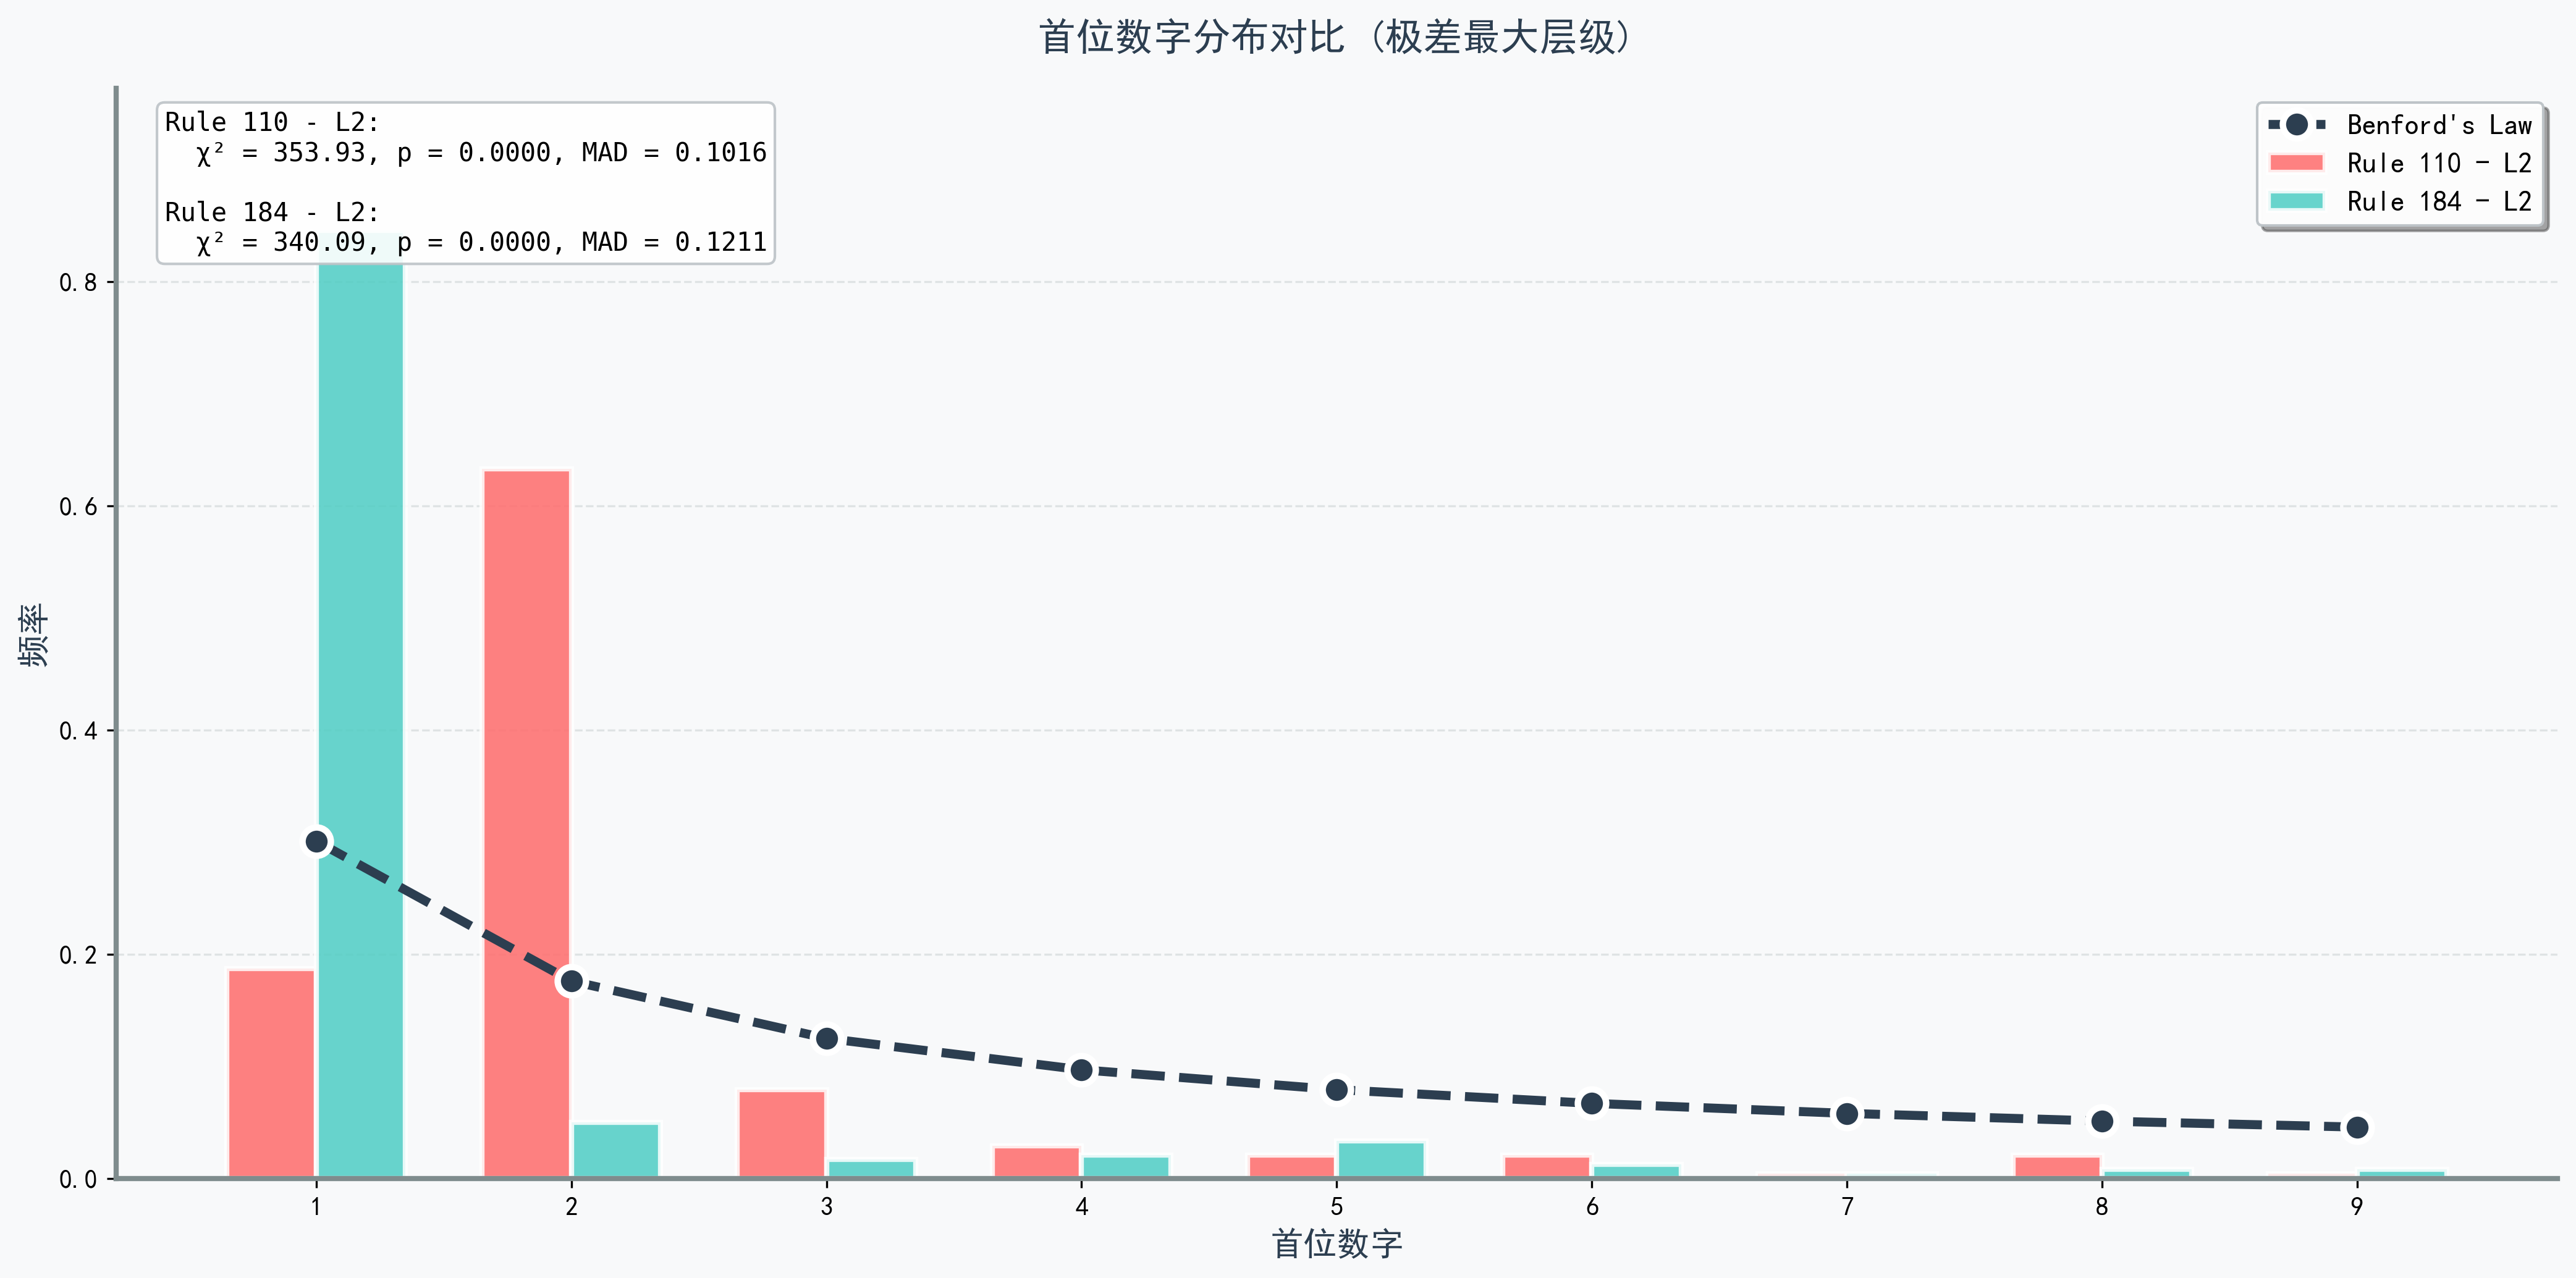 首位数字分布对比 (极差最大层级)
Rule 110 - L2:
χ² = 353.93, p = 0.0000, MAD = 0.1016
Rule 184 - L2:
χ² = 340.09, p = 0.0000, MAD = 0.1211
Benford's Law
Rule 110 - L2
Rule 184 - L2
频率
0.8
0.6
0.4
0.2
0.0
1 2 3 4 5 6 7 8 9
首位数字